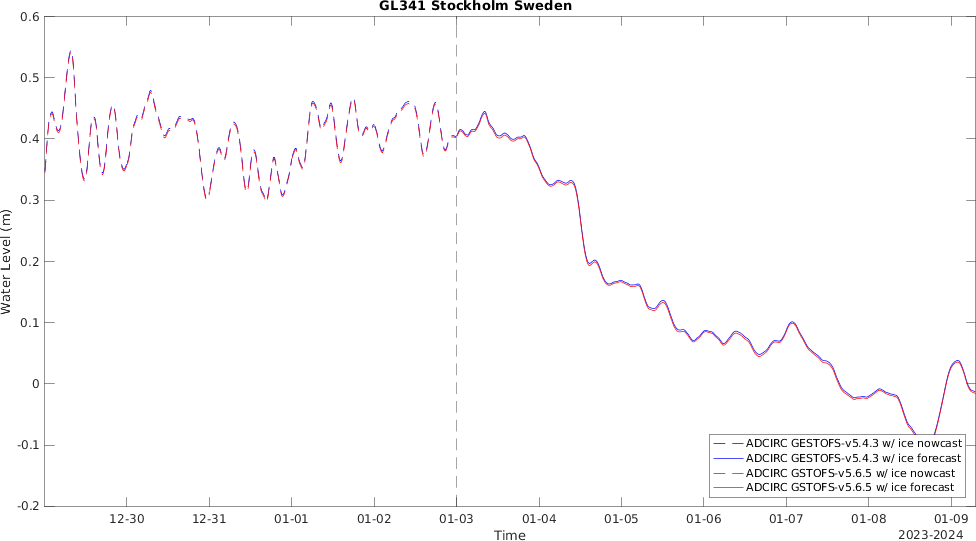 GL341 Stockholm Sweden
0.6
0.5
0.4
0.3
0.2
0.1
0
-0.1
-0.2
Water Level (m)
ADCIRC GESTOFS-v5.4.3 w/ ice nowcast
ADCIRC GESTOFS-v5.4.3 w/ ice forecast
ADCIRC GSTOFS-v5.6.5 w/ ice nowcast
ADCIRC GSTOFS-v5.6.5 w/ ice forecast
12-30 12-31 01-01 01-02 01-03 01-04 01-05 01-06 01-07 01-08 01-09
Time
2023-2024